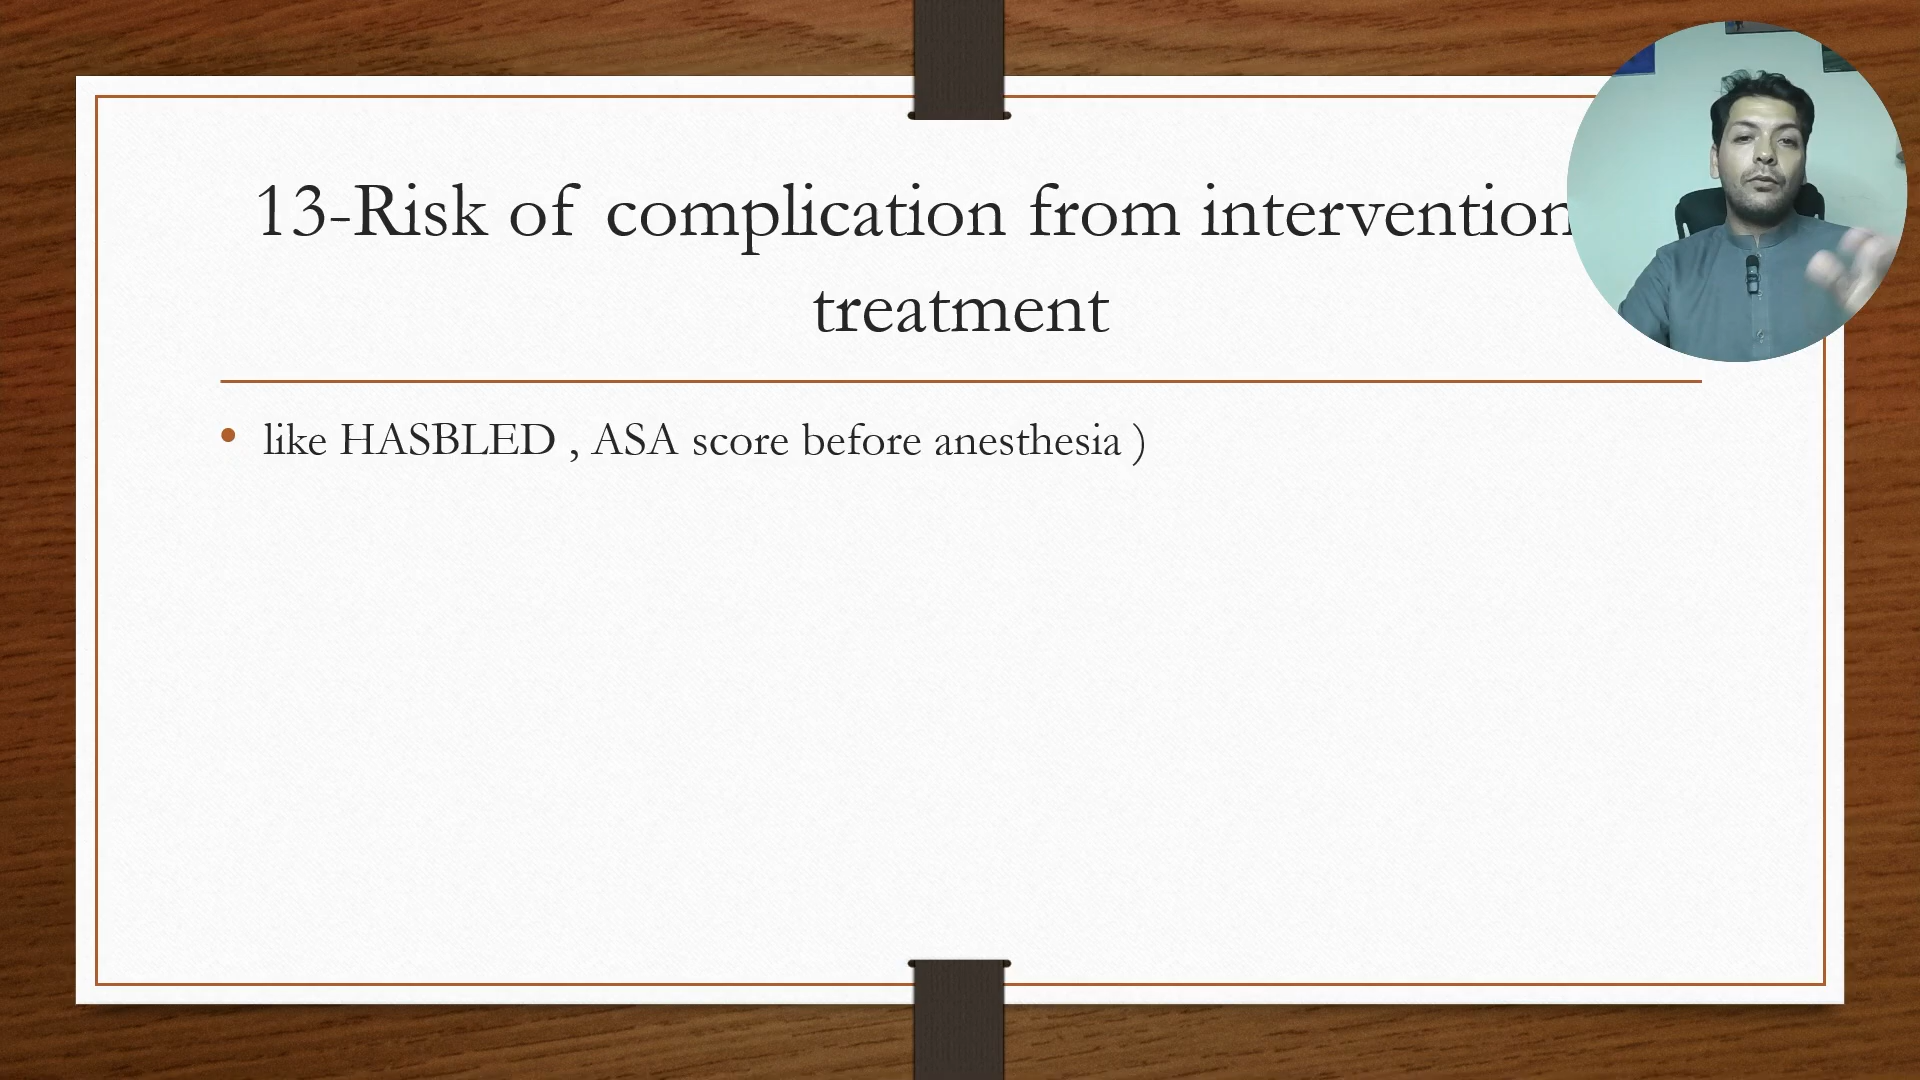 13-Risk of complication from intervention
treatment
• like HASBLED , ASA score before anesthesia )